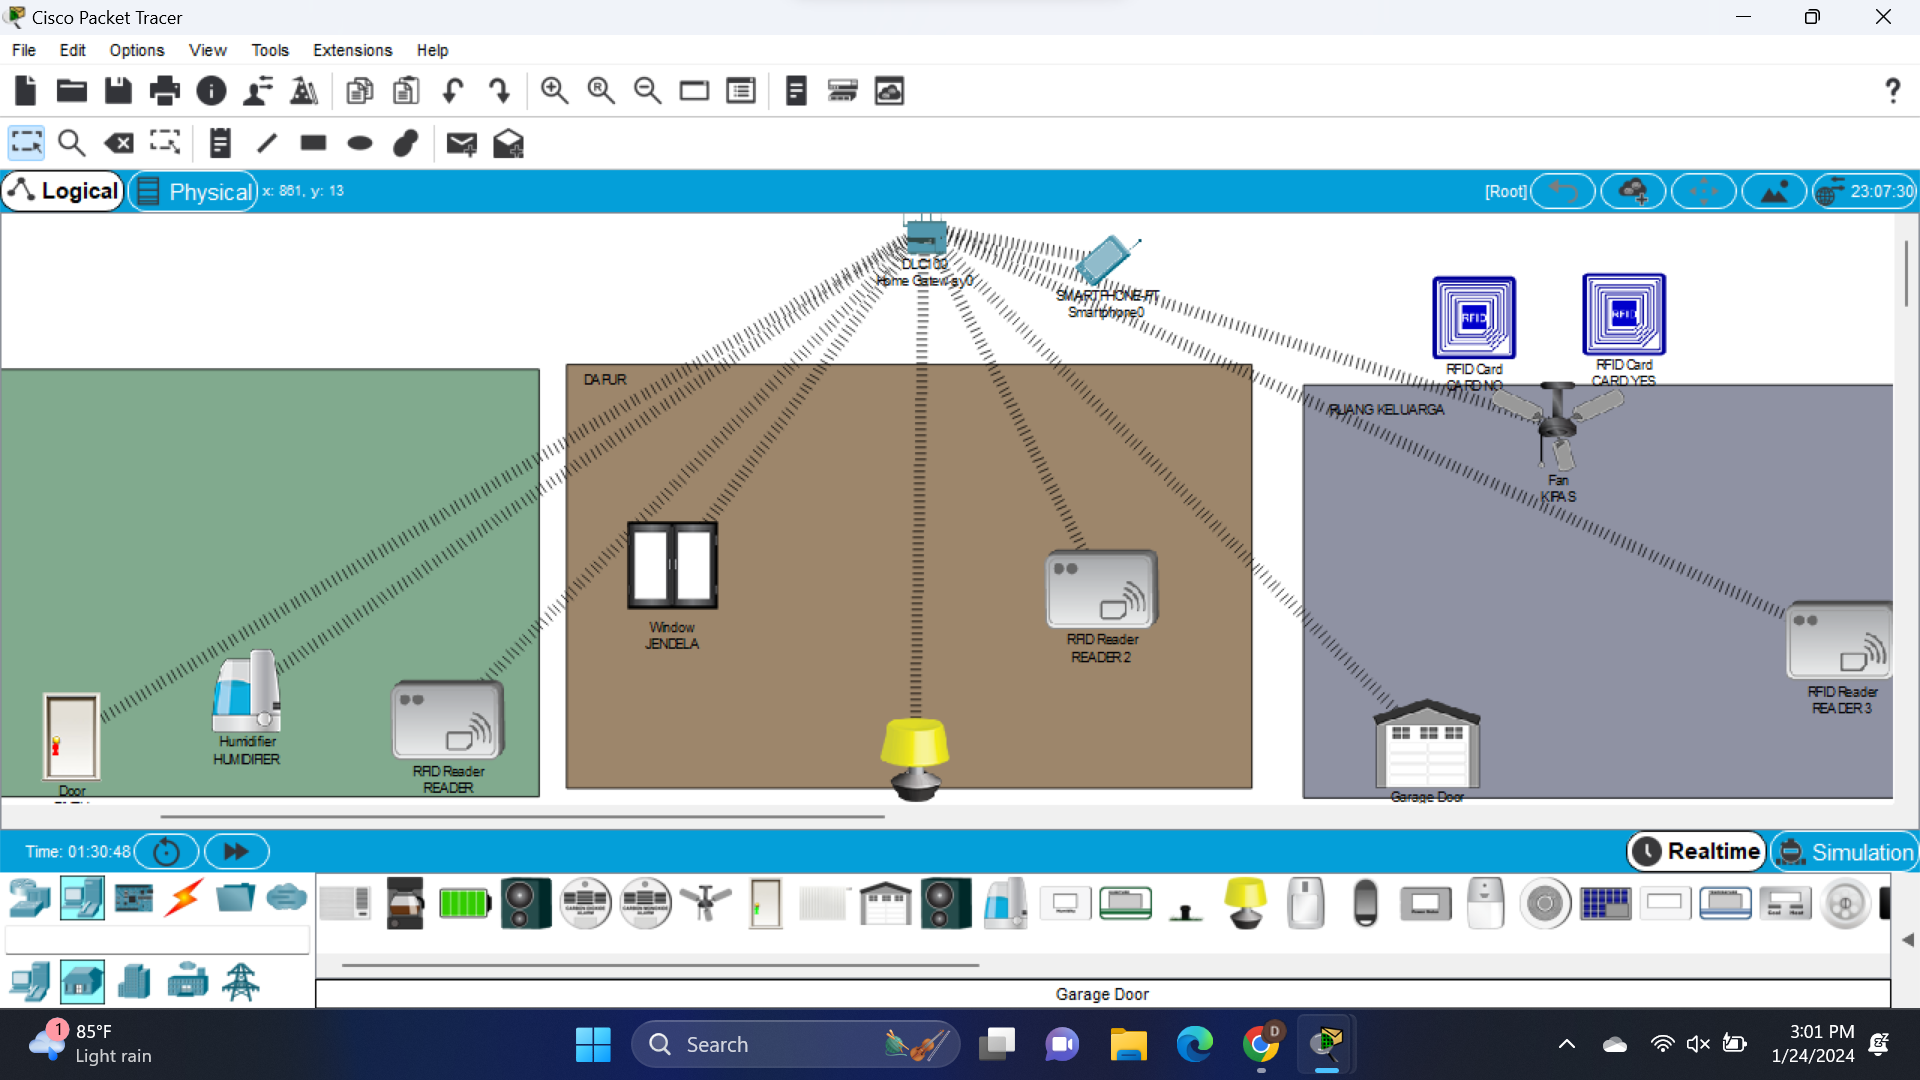 Cisco Packet Tracer
File Edit Options View Tools Extensions Help
Logical Physical x: 861, y: 13 [Root] 23:07:30
DLC100
Home Gateway0
SMARTPHONE-PT
Smartphone0
RFID
RFID
RFID Card
CARD NO
RFID Card
CARD YES
DAPUR
RUANG KELUARGA
Fan
KIPAS
Window
JENDELA
RFID Reader
READER 2
RFID Reader
READER 3
Humidifier
HUMIDIFIER
RFID Reader
READER
Door
Garage Door
Time: 01:30:48
Realtime Simulation
Garage Door
1
85°F
Light rain
Search
D
3:01 PM
1/24/2024